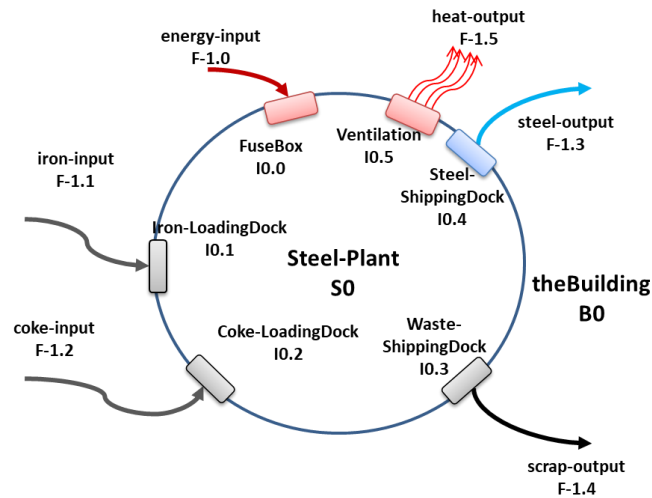 heat-output
F-1.5
energy-input
F-1.0
steel-output
F-1.3
FuseBox
I0.0
Ventilation
I0.5
iron-input
F-1.1
Steel-
ShippingDock
I0.4
Iron-LoadingDock
I0.1
Steel-Plant
S0
theBuilding
B0
coke-input
F-1.2
Coke-LoadingDock
I0.2
Waste-
ShippingDock
I0.3
scrap-output
F-1.4